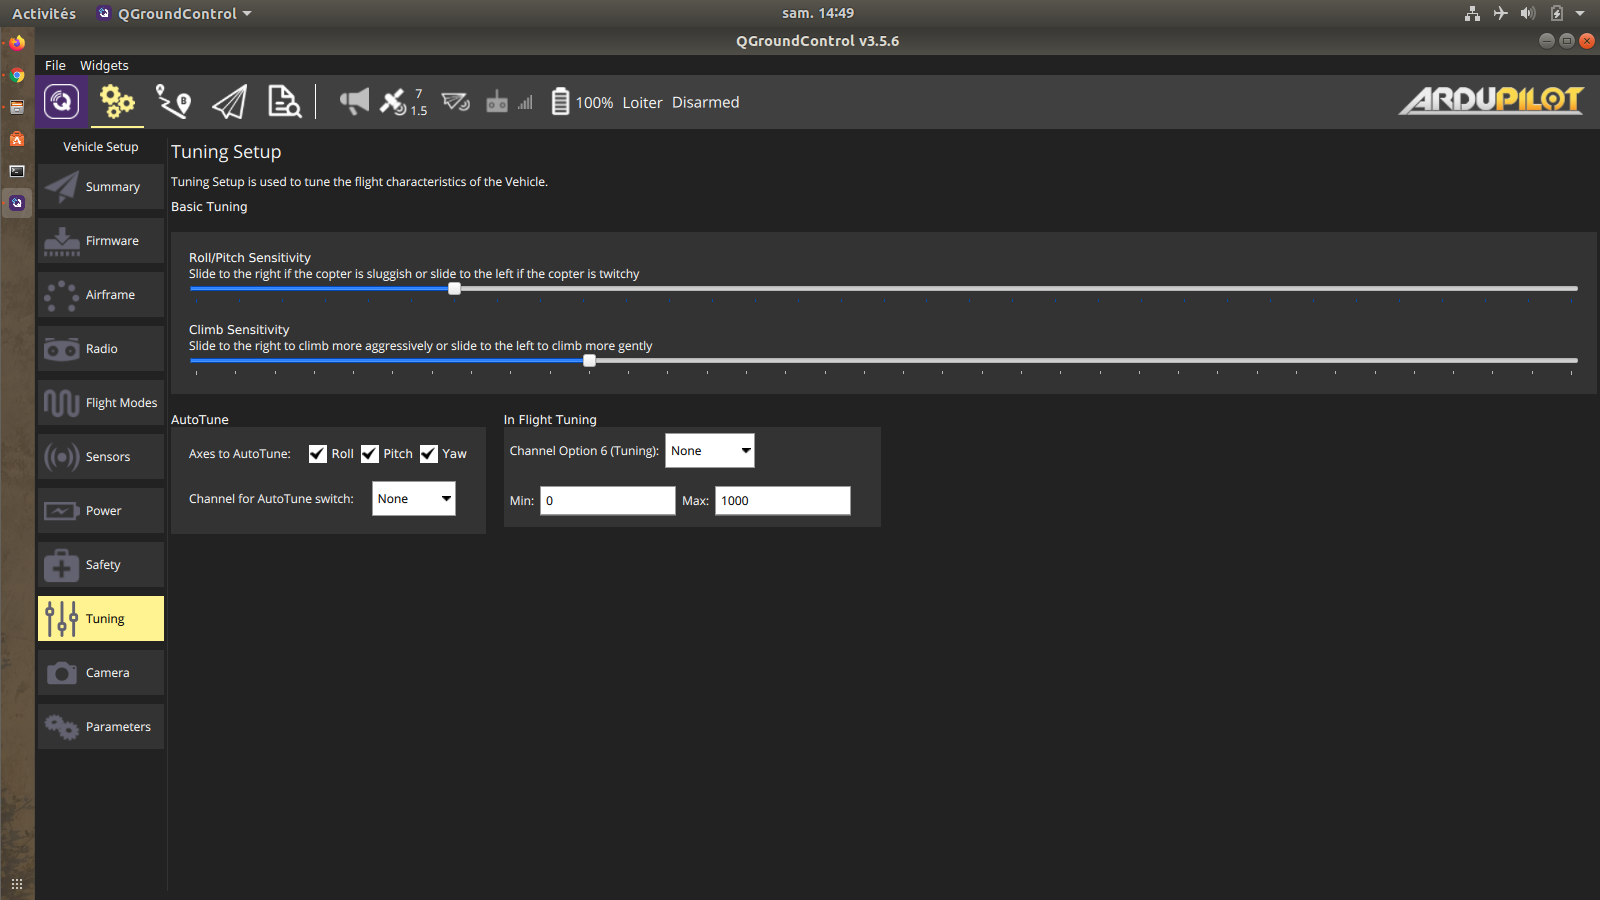 Activités QGroundControl sam. 14:49
QGroundControl v3.5.6
File Widgets
7
1.5
100% Loiter Disarmed
ARDUPILOT
Vehicle Setup
Summary
Firmware
Airframe
Radio
Flight Modes
Sensors
Power
Safety
Tuning
Camera
Parameters
Tuning Setup
Tuning Setup is used to tune the flight characteristics of the Vehicle.
Basic Tuning
Roll/Pitch Sensitivity
Slide to the right if the copter is sluggish or slide to the left if the copter is twitchy
Climb Sensitivity
Slide to the right to climb more aggressively or slide to the left to climb more gently
AutoTune
Axes to AutoTune: Roll Pitch Yaw
Channel for AutoTune switch: None
In Flight Tuning
Channel Option 6 (Tuning): None
Min: 0 Max: 1000